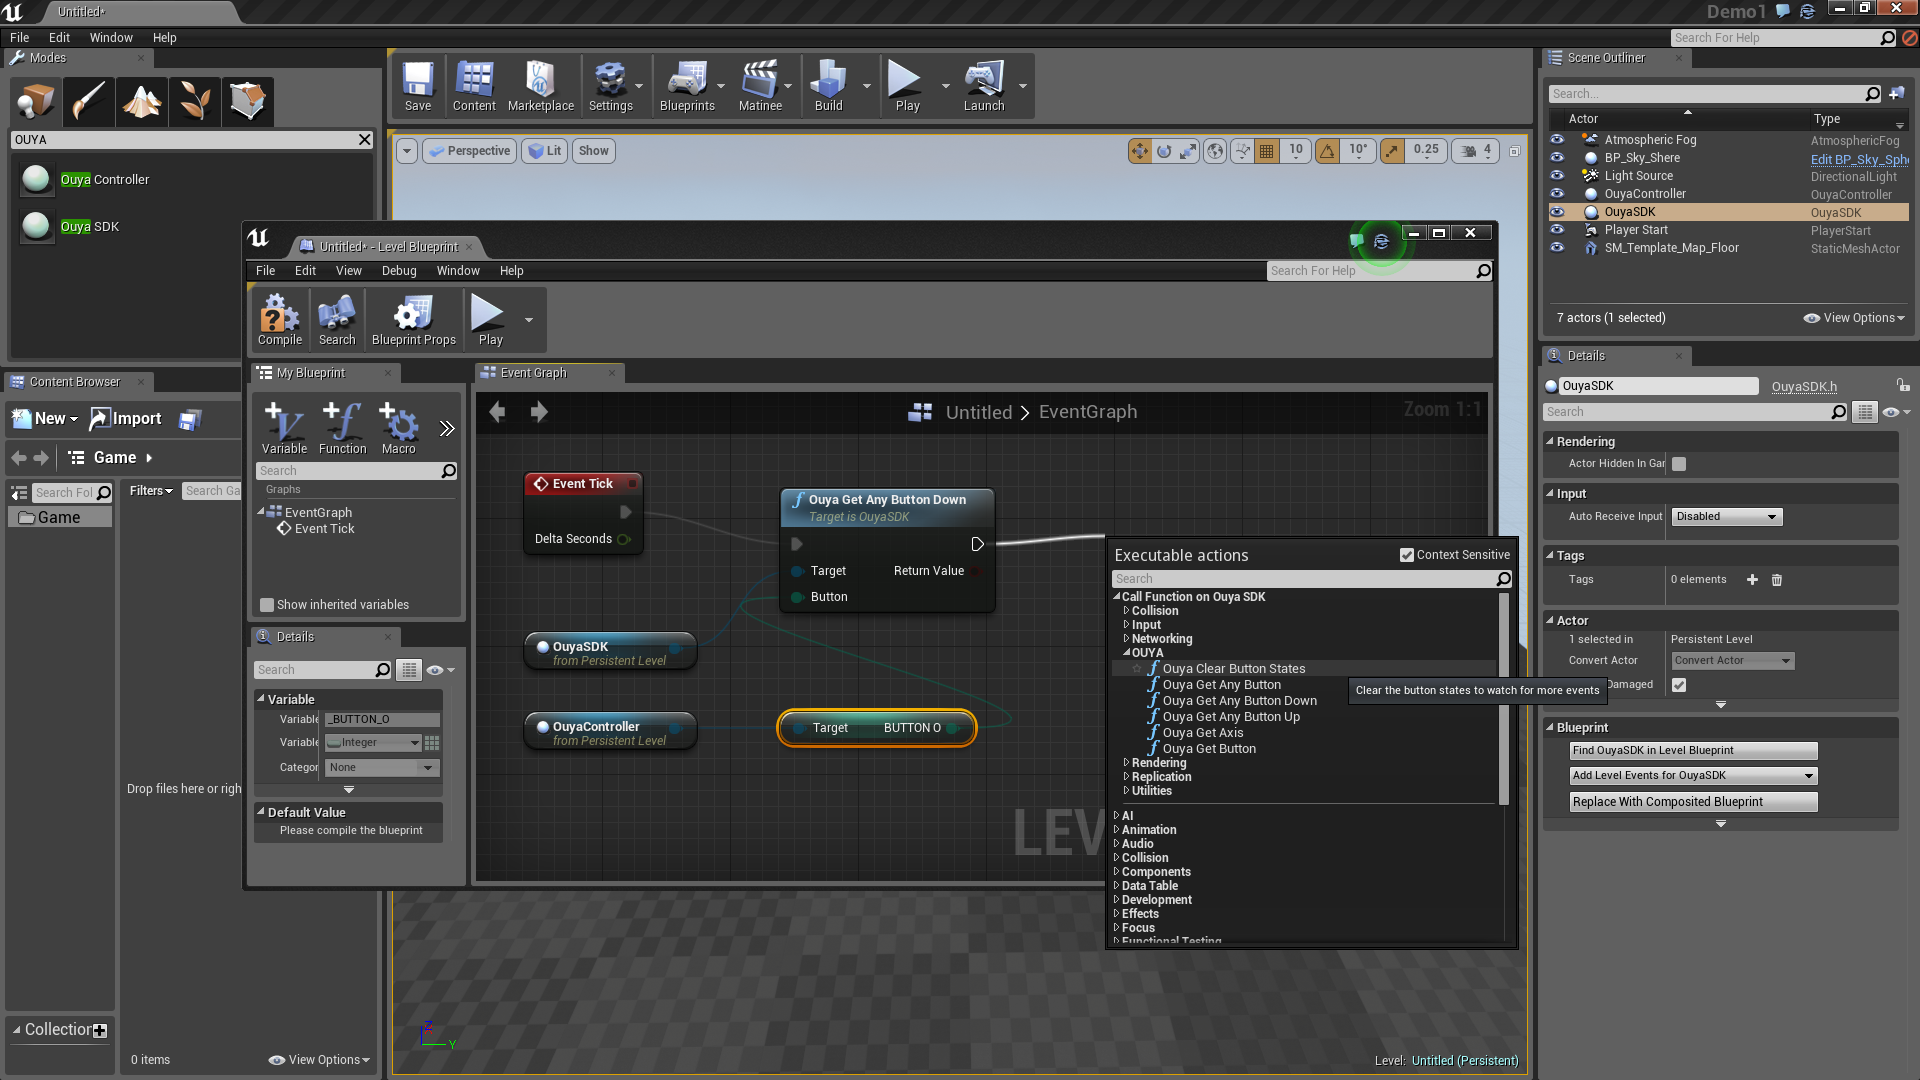 Untitled*
Demo1
File Edit Window Help
Search For Help
Modes
OUYA
Ouya Controller
Ouya SDK
Save
Content
Marketplace
Settings
Blueprints
Matinee
Build
Play
Launch
Perspective
Lit
Show
10
10°
0.25
4
Scene Outliner
Search...
Actor Type
Atmospheric Fog AtmosphericFog
BP_Sky_Shere Edit BP_Sky_Sph
Light Source DirectionalLight
OuyaController OuyaController
OuyaSDK OuyaSDK
Player Start PlayerStart
SM_Template_Map_Floor StaticMeshActor
7 actors (1 selected)
View Options
Untitled* - Level Blueprint
File Edit View Debug Window Help
Search For Help
Compile
Search
Blueprint Props
Play
Content Browser
New
Import
Game
Search Fol
Filters
Search Ga
Game
Drop files here or righ
Collection
0 items
View Options
My Blueprint
Variable
Function
Macro
Search
Graphs
EventGraph
Event Tick
Show inherited variables
Details
Search
Variable
Variable _BUTTON_O
Variable Integer
Categor None
Default Value
Please compile the blueprint
Event Graph
Untitled > EventGraph
Zoom 1:1
Event Tick
Delta Seconds
Ouya Get Any Button Down
Target is OuyaSDK
Target
Return Value
Button
OuyaSDK
from Persistent Level
OuyaController
from Persistent Level
Target
BUTTON O
LEV
Executable actions
Context Sensitive
Search
Call Function on Ouya SDK
Collision
Input
Networking
OUYA
Ouya Clear Button States
Ouya Get Any Button
Ouya Get Any Button Down
Ouya Get Any Button Up
Ouya Get Axis
Ouya Get Button
Rendering
Replication
Utilities
AI
Animation
Audio
Collision
Components
Data Table
Development
Effects
Focus
Functional Testing
Clear the button states to watch for more events
Z
Y
Level: Untitled (Persistent)
Details
OuyaSDK
OuyaSDK.h
Search
Rendering
Actor Hidden In Gar
Input
Auto Receive Input Disabled
Tags
Tags 0 elements
Actor
1 selected in Persistent Level
Convert Actor Convert Actor
Damaged
Blueprint
Find OuyaSDK in Level Blueprint
Add Level Events for OuyaSDK
Replace With Composited Blueprint